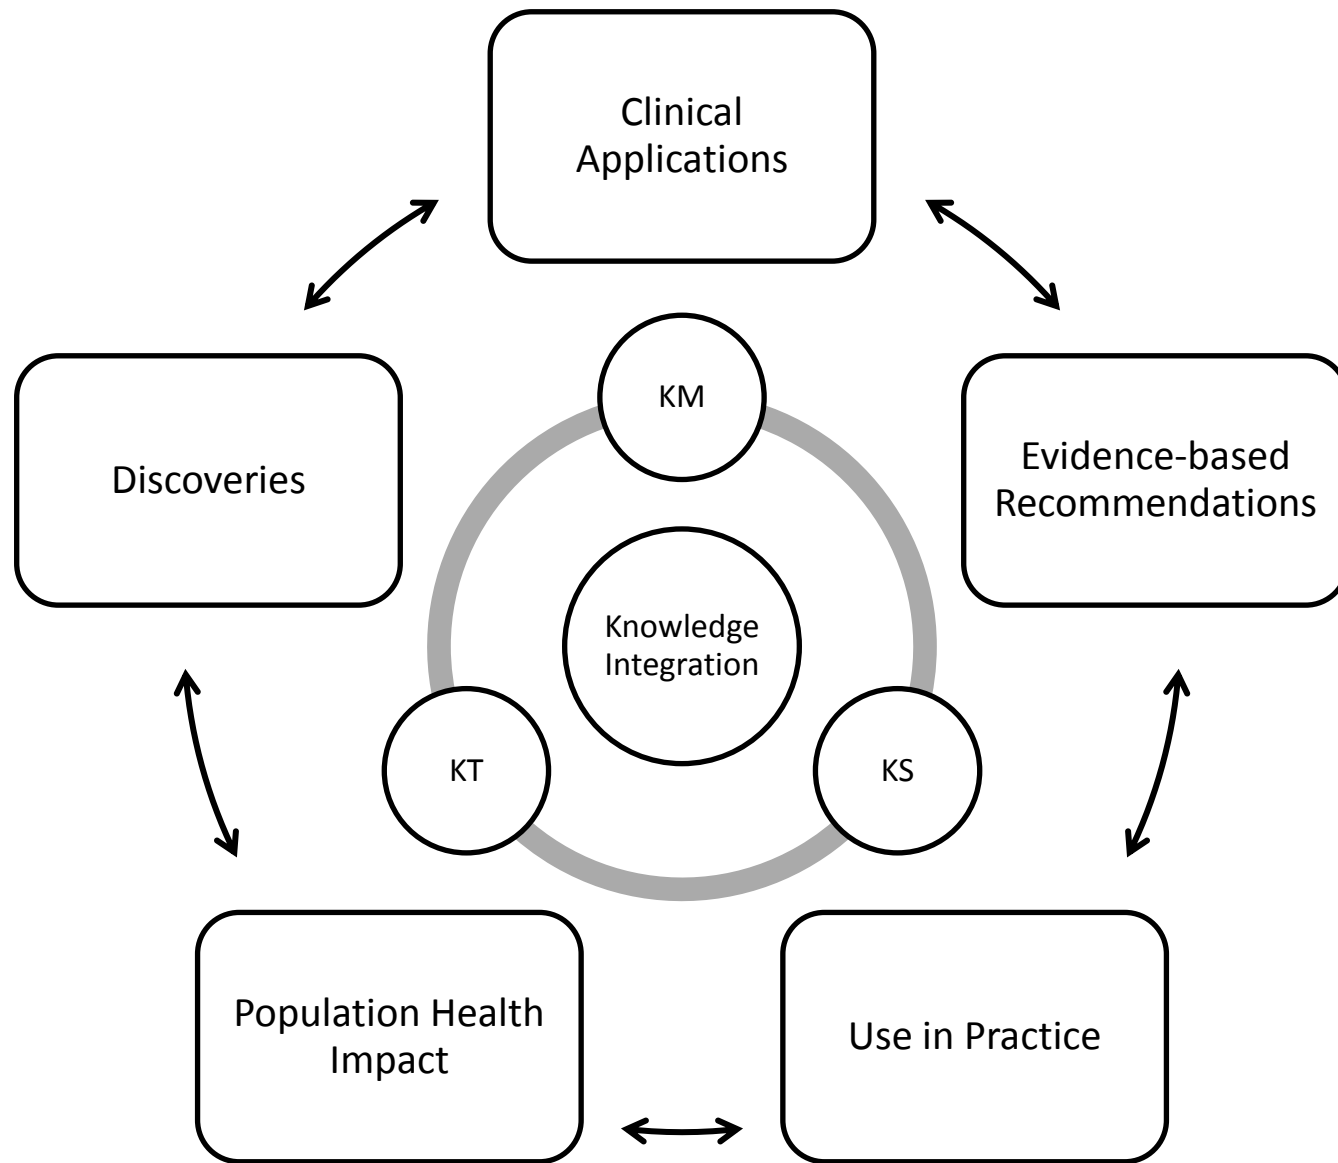 Clinical
Applications
KM
Discoveries
Evidence-based
Recommendations
Knowledge
Integration
KT
KS
Population Health
Impact
Use in Practice